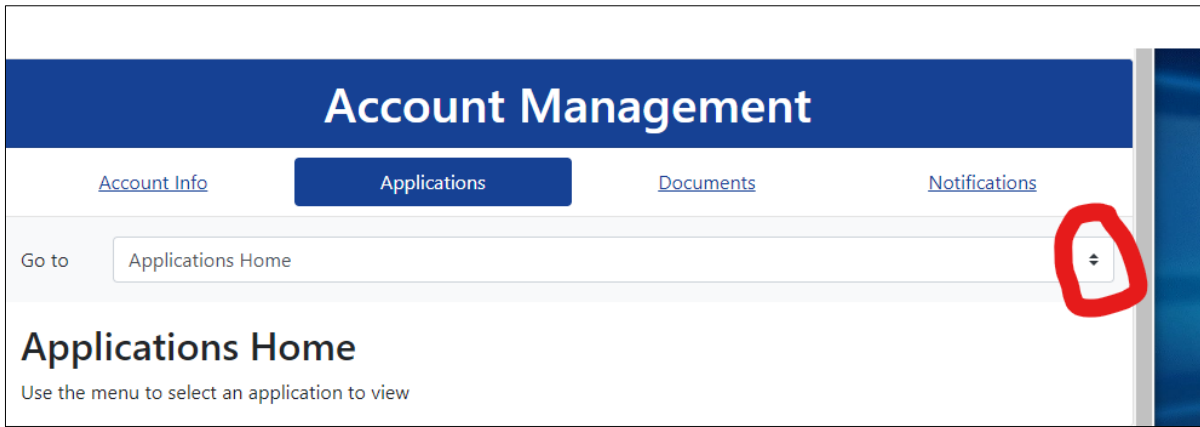 Account Management
Account Info Applications Documents Notifications
Go to Applications Home
Applications Home
Use the menu to select an application to view